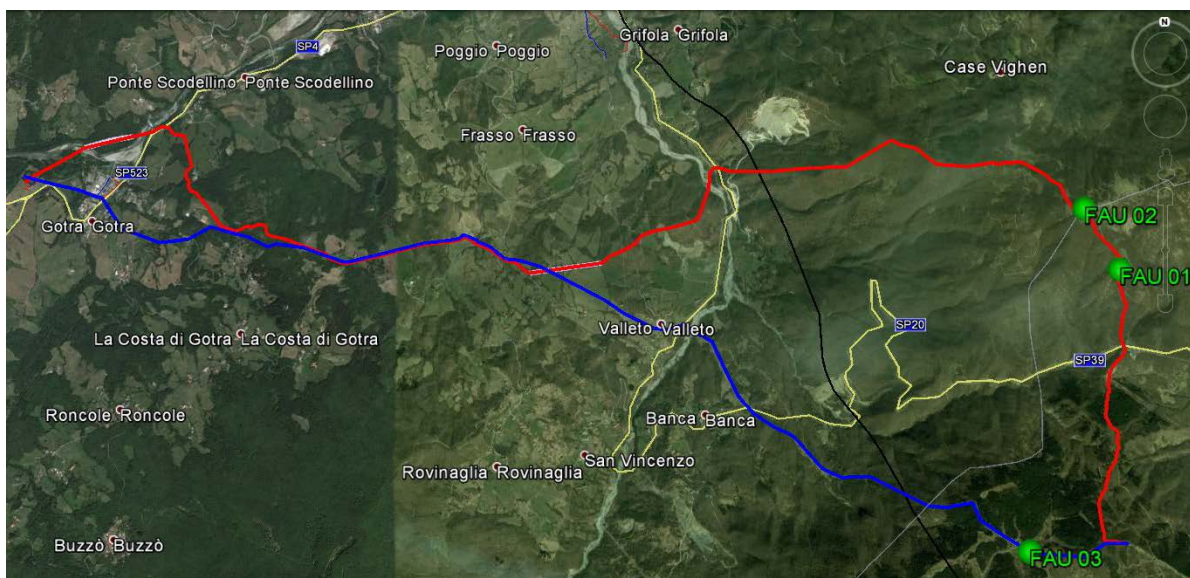 Grifola Grifola
SP4
Poggio Poggio
N
Case Vighen
Ponte Scodellino Ponte Scodellino
Frasso Frasso
SP523
Gotra Gotra
FAU 02
FAU 01
Valleto Valleto
SP20
La Costa di Gotra La Costa di Gotra
SP39
Roncole Roncole
Banca Banca
San Vincenzo
Rovinaglia Rovinaglia
Buzzò Buzzò
FAU 03